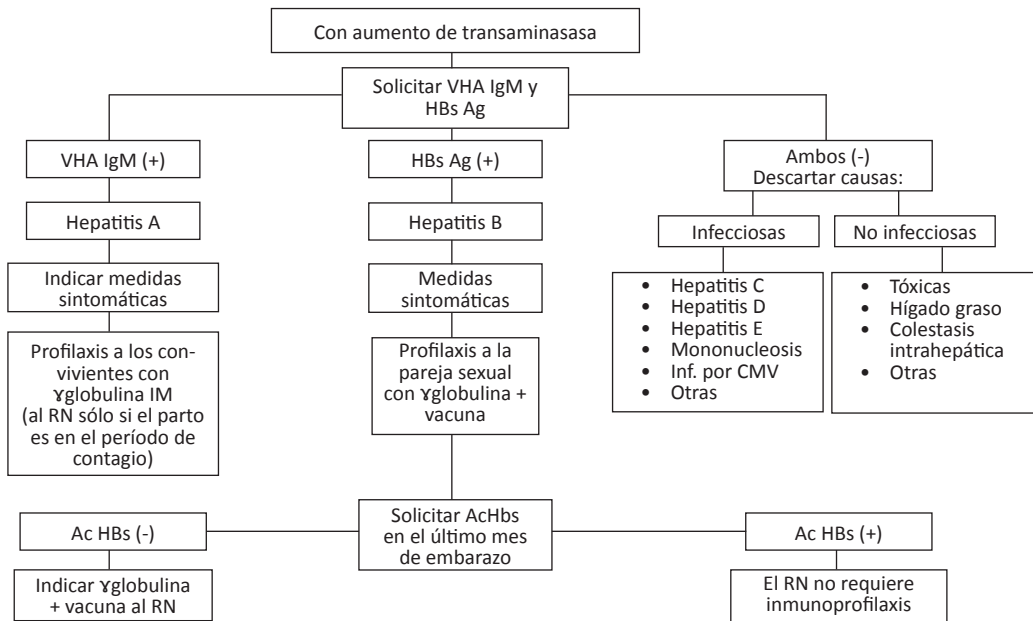 Con aumento de transaminasasa
Solicitar VHA IgM y
HBs Ag
VHA IgM (+)
HBs Ag (+)
Ambos (-)
Descartar causas:
Hepatitis A
Hepatitis B
Infecciosas
No infecciosas
Indicar medidas
sintomáticas
Medidas
sintomáticas
• Hepatitis C
• Hepatitis D
• Hepatitis E
• Mononucleosis
• Inf. por CMV
• Otras
• Tóxicas
• Hígado graso
• Colestasis
intrahepática
• Otras
Profilaxis a los con-
vivientes con
ɣglobulina IM
(al RN sólo si el parto
es en el período de
contagio)
Profilaxis a la
pareja sexual
con ɣglobulina +
vacuna
Solicitar AcHbs
en el último mes
de embarazo
Ac HBs (-)
Ac HBs (+)
Indicar ɣglobulina
+ vacuna al RN
El RN no requiere
inmunoprofilaxis